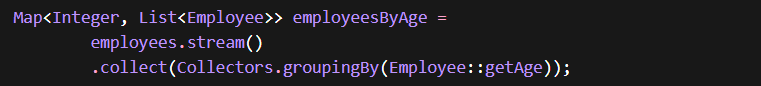 Map<Integer, List<Employee>> employeesByAge =
employees.stream()
.collect(Collectors.groupingBy(Employee::getAge));